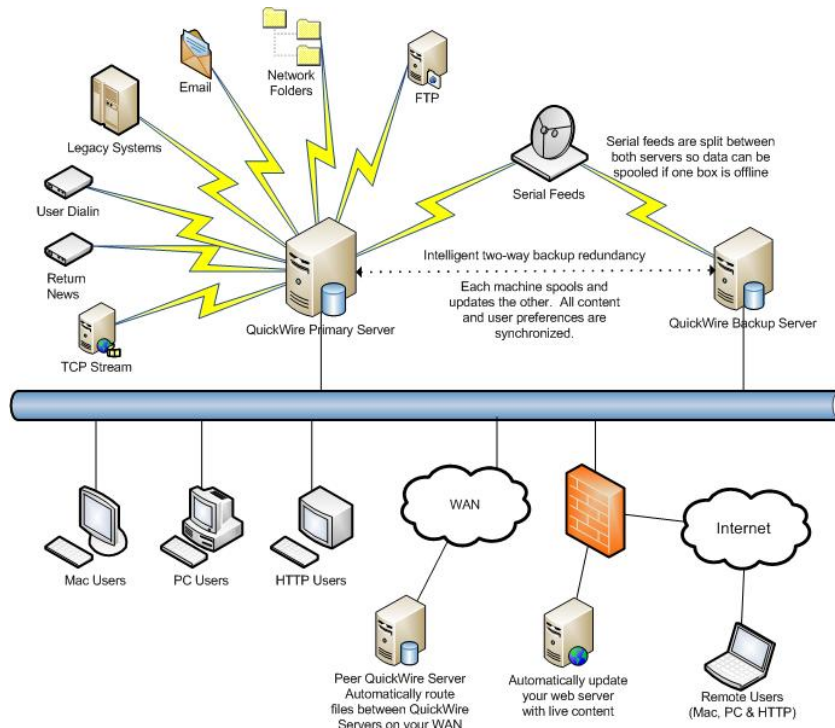 Email
Network
Folders
FTP
Legacy Systems
Serial Feeds
Serial feeds are split between
both servers so data can be
spooled if one box is offline
User Dialin
Return
News
TCP Stream
QuickWire Primary Server
Intelligent two-way backup redundancy
Each machine spools and
updates the other. All content
and user preferences are
synchronized.
QuickWire Backup Server
Mac Users
PC Users
HTTP Users
WAN
Internet
Peer QuickWire Server
Automatically route
files between QuickWire
Servers on your WAN
Automatically update
your web server
with live content
Remote Users
(Mac, PC & HTTP)